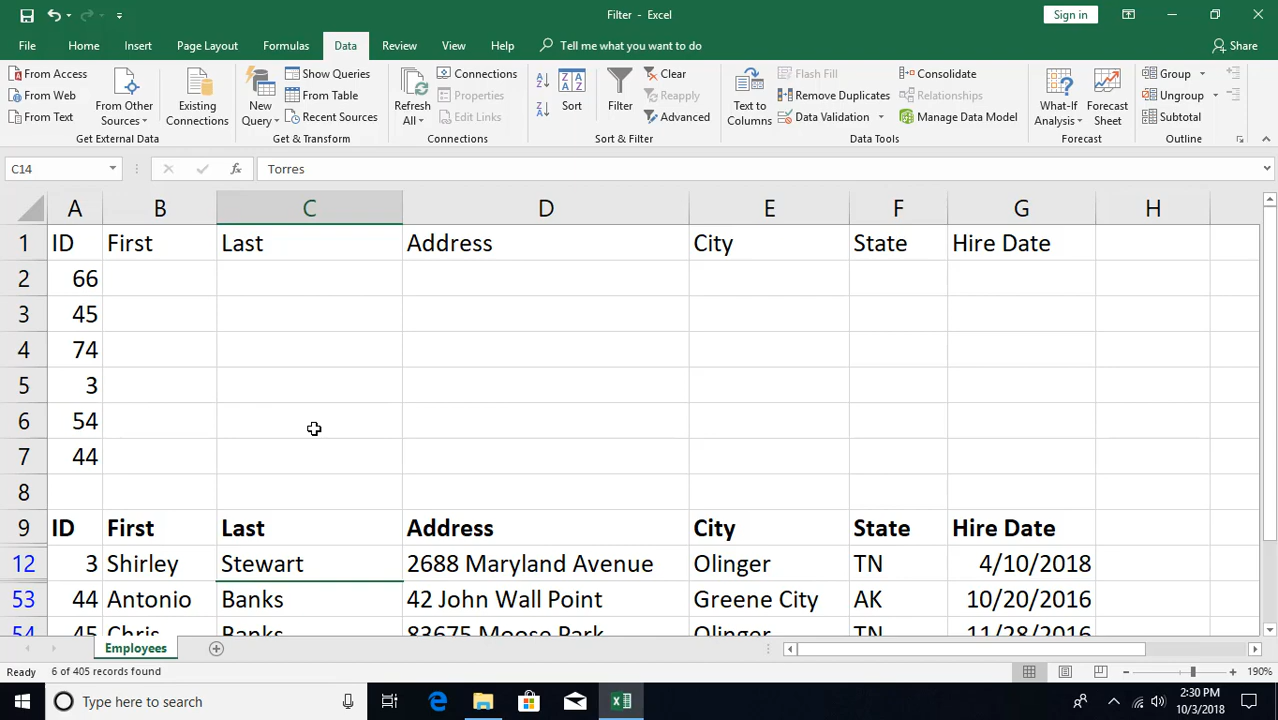 Filter - Excel
Sign in
File Home Insert Page Layout Formulas Data Review View Help Tell me what you want to do Share
From Access
From Web
From Text
From Other Sources
Existing Connections
Get External Data
New Query
Show Queries
From Table
Recent Sources
Get & Transform
Refresh All
Connections
Properties
Edit Links
Connections
Sort
Filter
Clear
Reapply
Advanced
Sort & Filter
Text to Columns
Flash Fill
Remove Duplicates
Data Validation
Consolidate
Relationships
Manage Data Model
Data Tools
What-If Analysis
Forecast Sheet
Forecast
Group
Ungroup
Subtotal
Outline
C14 fx Torres
A B C D E F G H
1 ID First Last Address City State Hire Date
2 66
3 45
4 74
5 3
6 54
7 44
8
9 ID First Last Address City State Hire Date
12 3 Shirley Stewart 2688 Maryland Avenue Olinger TN 4/10/2018
53 44 Antonio Banks 42 John Wall Point Greene City AK 10/20/2016
54 45 Chris Banks 83675 Moose Park Olinger TN 11/28/2016
Employees
Ready 6 of 405 records found 190%
Type here to search
2:30 PM
10/3/2018